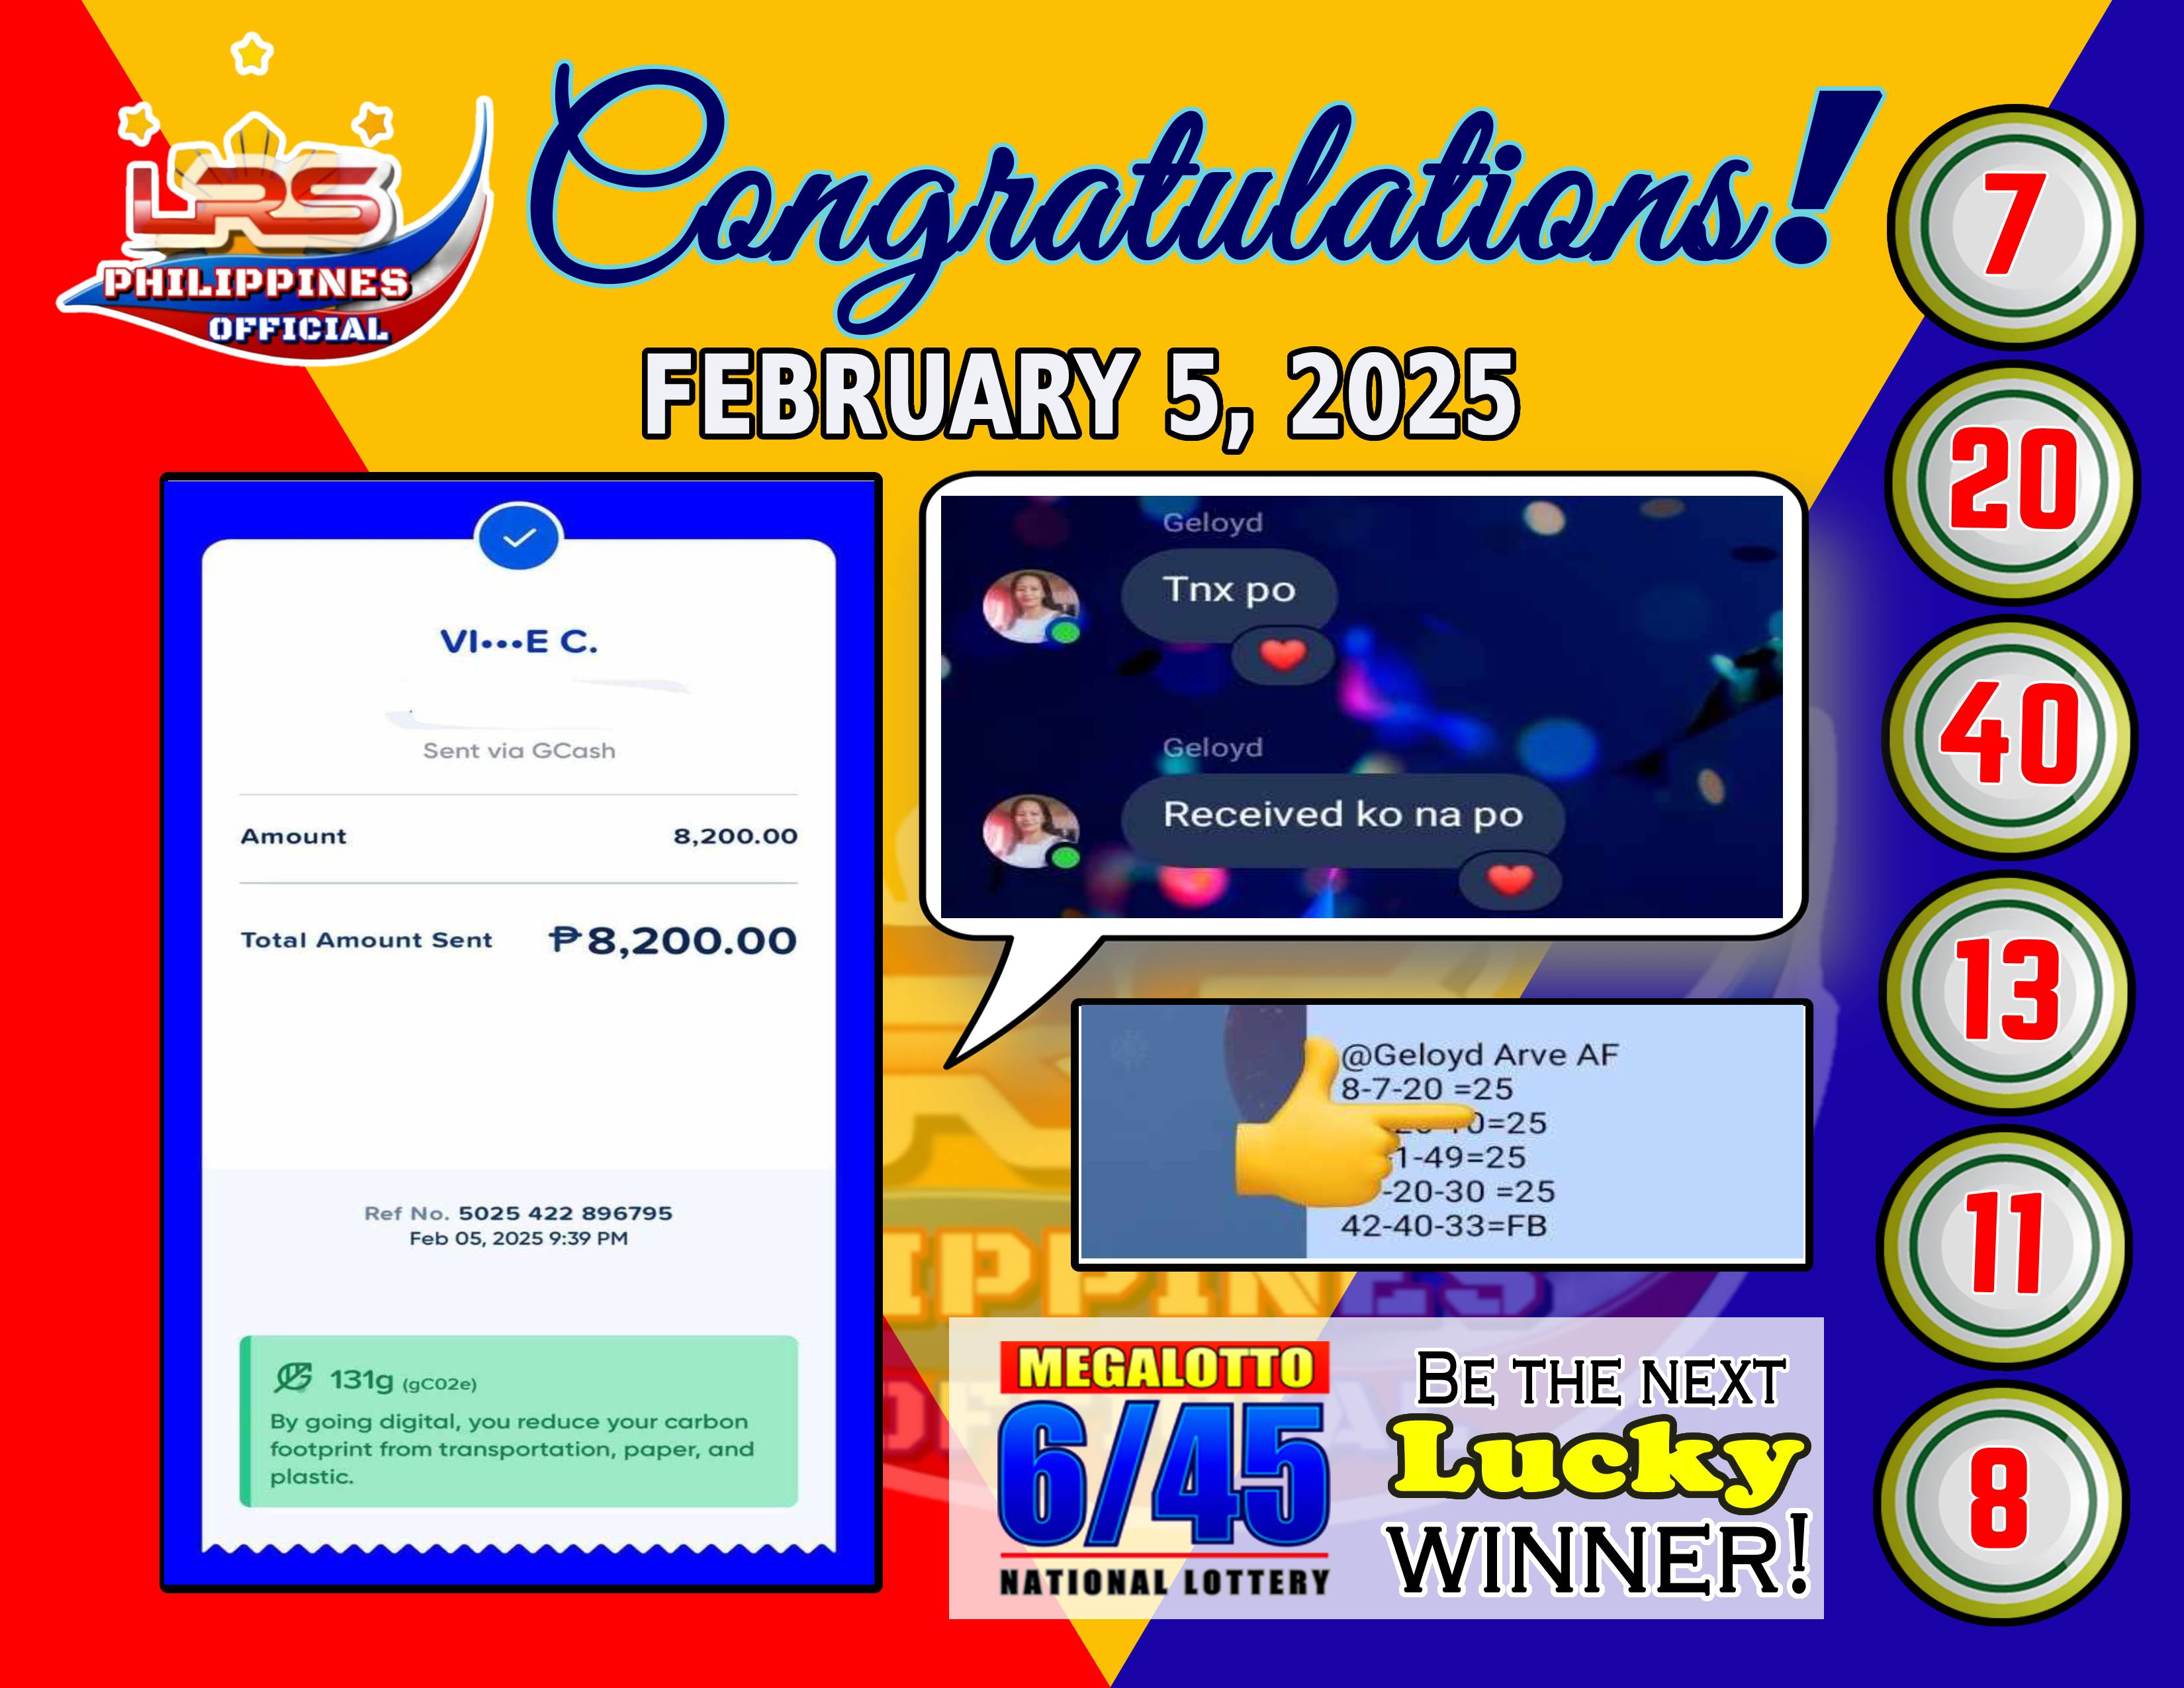 LRS
PHILIPPINES
OFFICIAL
Congratulations!
FEBRUARY 5, 2025
VI•••E C.
Sent via GCash
Amount 8,200.00
Total Amount Sent ₱8,200.00
Ref No. 5025 422 896795
Feb 05, 2025 9:39 PM
131g (gCO2e)
By going digital, you reduce your carbon
footprint from transportation, paper, and
plastic.
Geloyd
Tnx po
Geloyd
Received ko na po
@Geloyd Arve AF
8-7-20 =25
0=25
1-49=25
-20-30 =25
42-40-33=FB
MEGALOTTO
6/45
NATIONAL LOTTERY
BE THE NEXT
Lucky
WINNER!
7
20
40
13
11
8